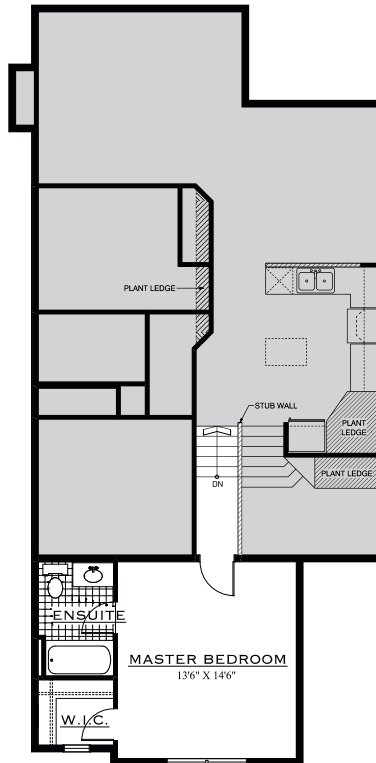 PLANT LEDGE
STUB WALL
PLANT
LEDGE
PLANT LEDGE
DN
ENSUITE
MASTER BEDROOM
13'6" X 14'6"
W.I.C.